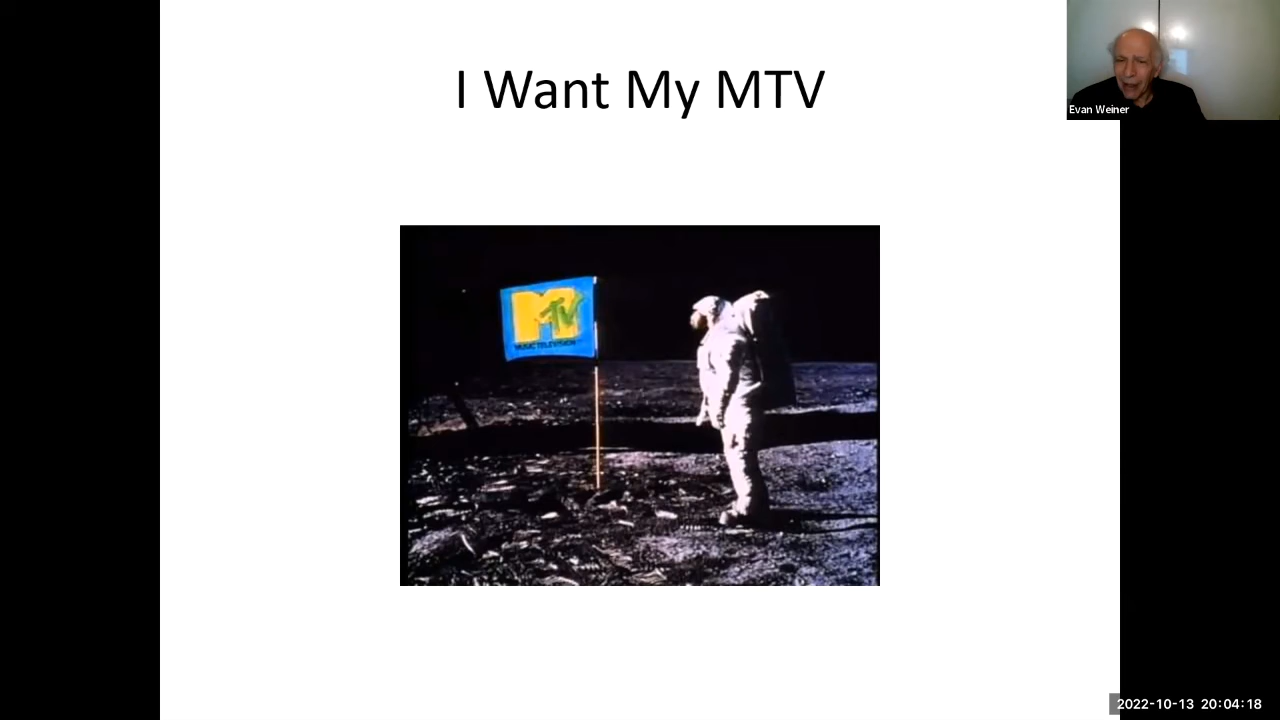 I Want My MTV
Evan Weiner
MTV
MUSIC TELEVISION
2022-10-13 20:04:18